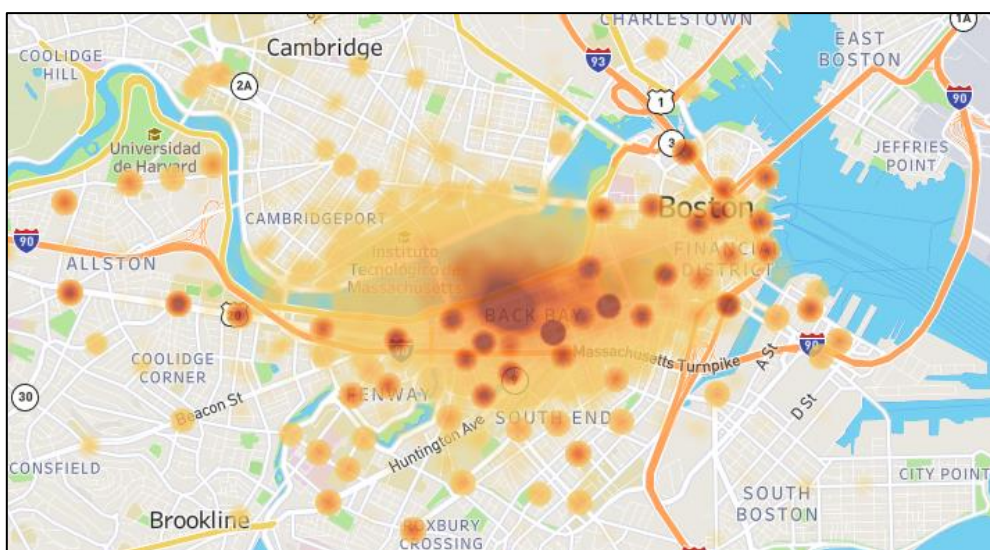 CHARLESTOWN
1A
COOLIDGE
HILL
Cambridge
EAST
BOSTON
93
2A
1
90
3
Universidad
de Harvard
JEFFRIES
POINT
CAMBRIDGEPORT
Boston
90
ALLSTON
Instituto
Tecnológico de
Massachusetts
FINANCIAL
DISTRICT
20
BACK BAY
90
COOLIDGE
CORNER
Massachusetts Turnpike
A St
30
Beacon St
FENWAY
D St
Huntington Ave
SOUTH END
CONSFIELD
CITY POINT
SOUTH
BOSTON
Brookline
ROXBURY
CROSSING